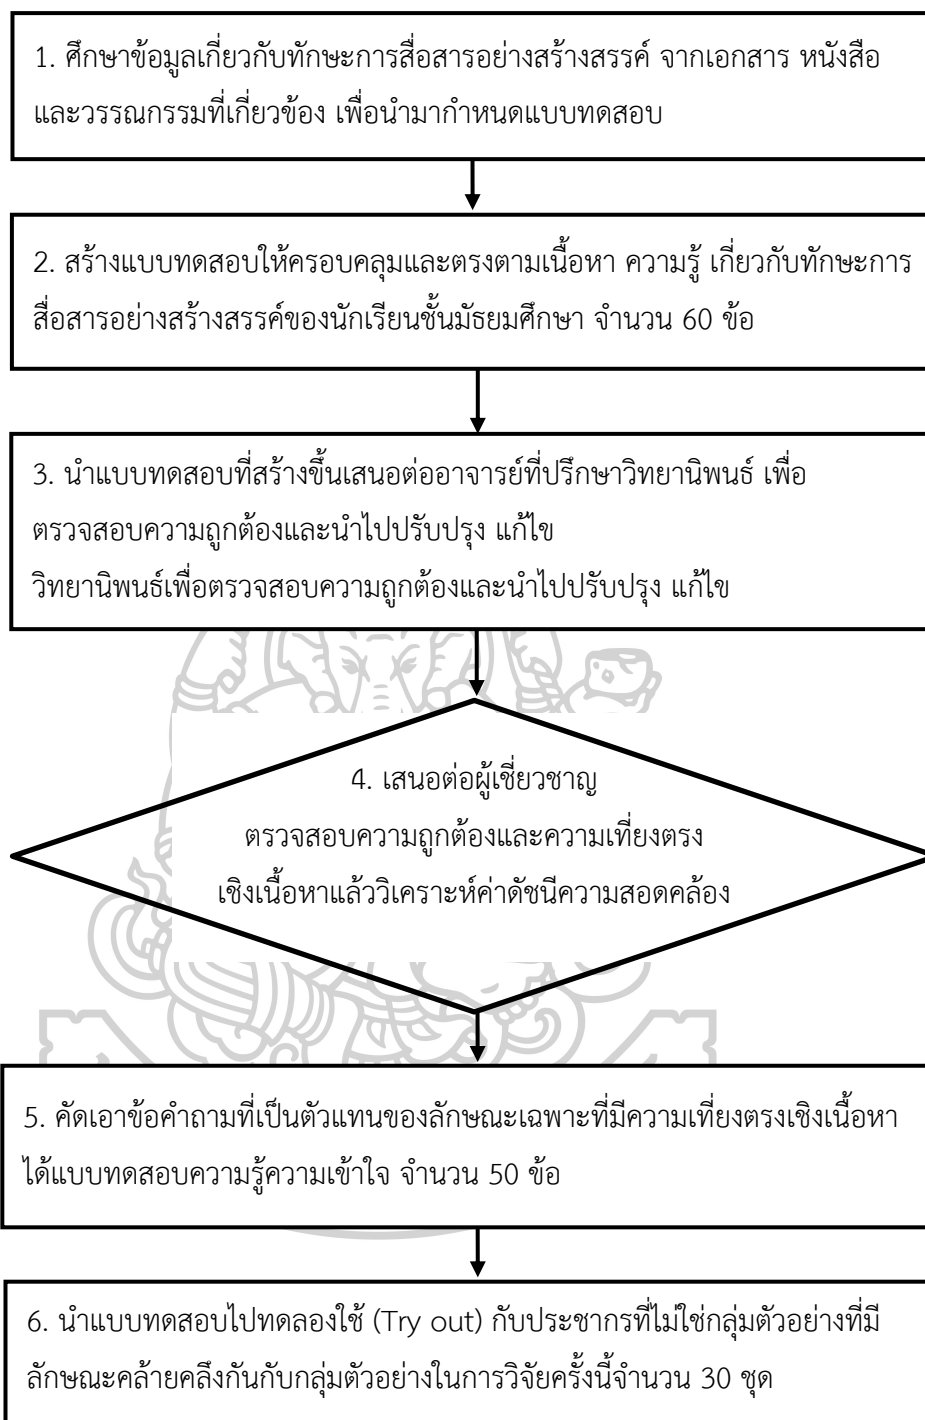 1. ศึกษาข้อมูลเกี่ยวกับทักษะการสื่อสารอย่างสร้างสรรค์ จากเอกสาร หนังสือ
และวรรณกรรมที่เกี่ยวข้อง เพื่อนำมากำหนดแบบทดสอบ
2. สร้างแบบทดสอบให้ครอบคลุมและตรงตามเนื้อหา ความรู้ เกี่ยวกับทักษะการ
สื่อสารอย่างสร้างสรรค์ของนักเรียนชั้นมัธยมศึกษา จำนวน 60 ข้อ
3. นำแบบทดสอบที่สร้างขึ้นเสนอต่ออาจารย์ที่ปรึกษาวิทยานิพนธ์ เพื่อ
ตรวจสอบความถูกต้องและนำไปปรับปรุง แก้ไข
วิทยานิพนธ์เพื่อตรวจสอบความถูกต้องและนำไปปรับปรุง แก้ไข
4. เสนอต่อผู้เชี่ยวชาญ
ตรวจสอบความถูกต้องและความเที่ยงตรง
เชิงเนื้อหาแล้ววิเคราะห์ค่าดัชนีความสอดคล้อง
5. คัดเอาข้อคำถามที่เป็นตัวแทนของลักษณะเฉพาะที่มีความเที่ยงตรงเชิงเนื้อหา
ได้แบบทดสอบความรู้ความเข้าใจ จำนวน 50 ข้อ
6. นำแบบทดสอบไปทดลองใช้ (Try out) กับประชากรที่ไม่ใช่กลุ่มตัวอย่างที่มี
ลักษณะคล้ายคลึงกันกับกลุ่มตัวอย่างในการวิจัยครั้งนี้จำนวน 30 ชุด